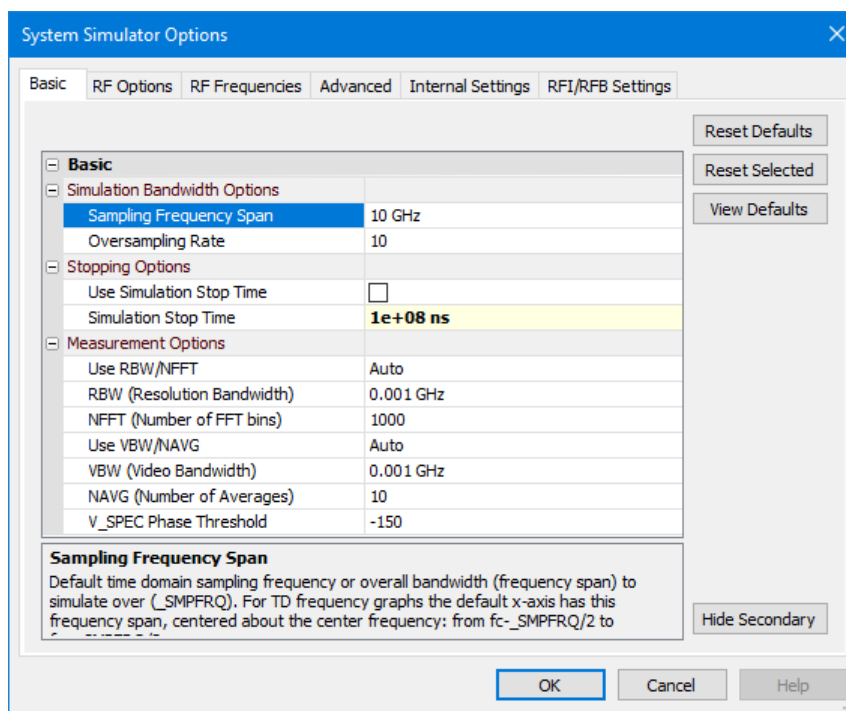 System Simulator Options
Basic RF Options RF Frequencies Advanced Internal Settings RFI/RFB Settings
Reset Defaults
Basic
Reset Selected
Simulation Bandwidth Options
Sampling Frequency Span 10 GHz
View Defaults
Oversampling Rate 10
Stopping Options
Use Simulation Stop Time
Simulation Stop Time 1e+08 ns
Measurement Options
Use RBW/NFFT Auto
RBW (Resolution Bandwidth) 0.001 GHz
NFFT (Number of FFT bins) 1000
Use VBW/NAVG Auto
VBW (Video Bandwidth) 0.001 GHz
NAVG (Number of Averages) 10
V_SPEC Phase Threshold -150
Sampling Frequency Span
Default time domain sampling frequency or overall bandwidth (frequency span) to
simulate over (_SMPFRQ). For TD frequency graphs the default x-axis has this
frequency span, centered about the center frequency: from fc-_SMPFRQ/2 to
Hide Secondary
OK Cancel Help